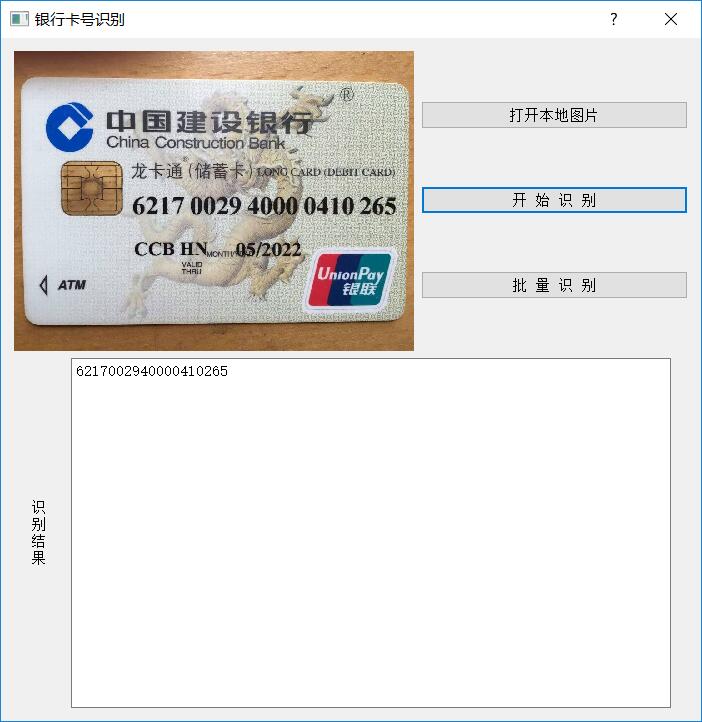 银行卡号识别
?
中国建设银行®
China Construction Bank
龙卡通®(储蓄卡) LONG CARD (DEBIT CARD)
6217 0029 4000 0410 265
CCB HN 05/2022
VALID
THRU
ATM
UnionPay
银联
打开本地图片
开 始 识 别
批 量 识 别
识别结果
6217002940000410265